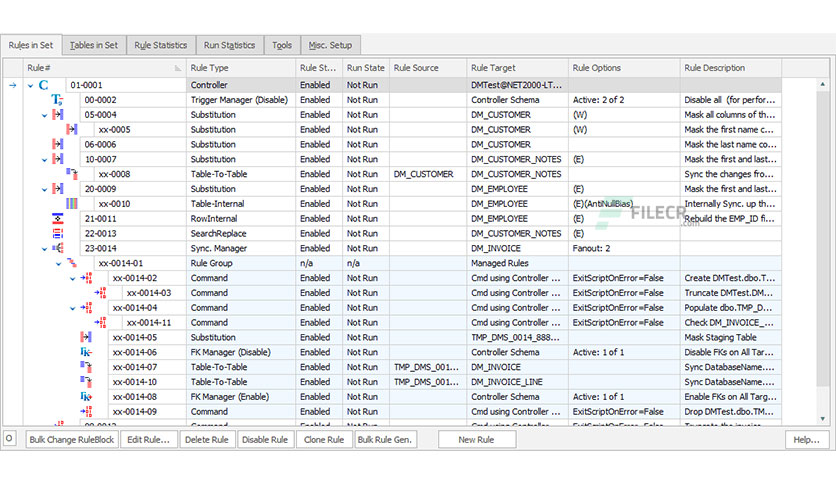 Rules in Set Tables in Set Rule Statistics Run Statistics Tools Misc. Setup
Rule# Rule Type Rule St... Run State Rule Source Rule Target Rule Options Rule Description
C 01-0001 Controller Enabled Not Run DMTest@NET2000-LT...
00-0002 Trigger Manager (Disable) Enabled Not Run Controller Schema Active: 2 of 2 Disable all (for perfor...
05-0004 Substitution Enabled Not Run DM_CUSTOMER (W) Mask all columns of th...
xx-0005 Substitution Enabled Not Run DM_CUSTOMER (W) Mask the first name c...
06-0006 Substitution Enabled Not Run DM_CUSTOMER Mask the last name co...
10-0007 Substitution Enabled Not Run DM_CUSTOMER_NOTES (E) Mask the first and last...
xx-0008 Table-To-Table Enabled Not Run DM_CUSTOMER DM_CUSTOMER_NOTES Sync the changes fro...
20-0009 Substitution Enabled Not Run DM_EMPLOYEE (E) Mask the first and last...
xx-0010 Table-Internal Enabled Not Run DM_EMPLOYEE (E)(AntiNullBias) Internally Sync. up th...
21-0011 RowInternal Enabled Not Run DM_EMPLOYEE (E) Rebuild the EMP_ID fi...
FILECR
.com
22-0013 SearchReplace Enabled Not Run DM_CUSTOMER_NOTES (E)
23-0014 Sync. Manager Enabled Not Run DM_INVOICE Fanout: 2
xx-0014-01 Rule Group n/a n/a Managed Rules
xx-0014-02 Command Enabled Not Run Cmd using Controller ... ExitScriptOnError=False Create DMTest.dbo.T...
xx-0014-03 Command Enabled Not Run Cmd using Controller ... ExitScriptOnError=False Truncate DMTest.DM...
xx-0014-04 Command Enabled Not Run Cmd using Controller ... ExitScriptOnError=False Populate dbo.TMP_D...
xx-0014-11 Command Enabled Not Run Cmd using Controller ... ExitScriptOnError=False Check DM_INVOICE_...
xx-0014-05 Substitution Enabled Not Run TMP_DMS_0014_888... Mask Staging Table
xx-0014-06 FK Manager (Disable) Enabled Not Run Controller Schema Active: 1 of 1 Disable FKs on All Tar...
xx-0014-07 Table-To-Table Enabled Not Run TMP_DMS_001... DM_INVOICE Sync DatabaseName....
xx-0014-10 Table-To-Table Enabled Not Run TMP_DMS_001... DM_INVOICE_LINE Sync DatabaseName....
xx-0014-08 FK Manager (Enable) Enabled Not Run Controller Schema Active: 1 of 1 Enable FKs on All Targ...
xx-0014-09 Command Enabled Not Run Cmd using Controller ... ExitScriptOnError=False Drop DMTest.dbo.TM...
O Bulk Change RuleBlock Edit Rule... Delete Rule Disable Rule Clone Rule Bulk Rule Gen. New Rule Help...